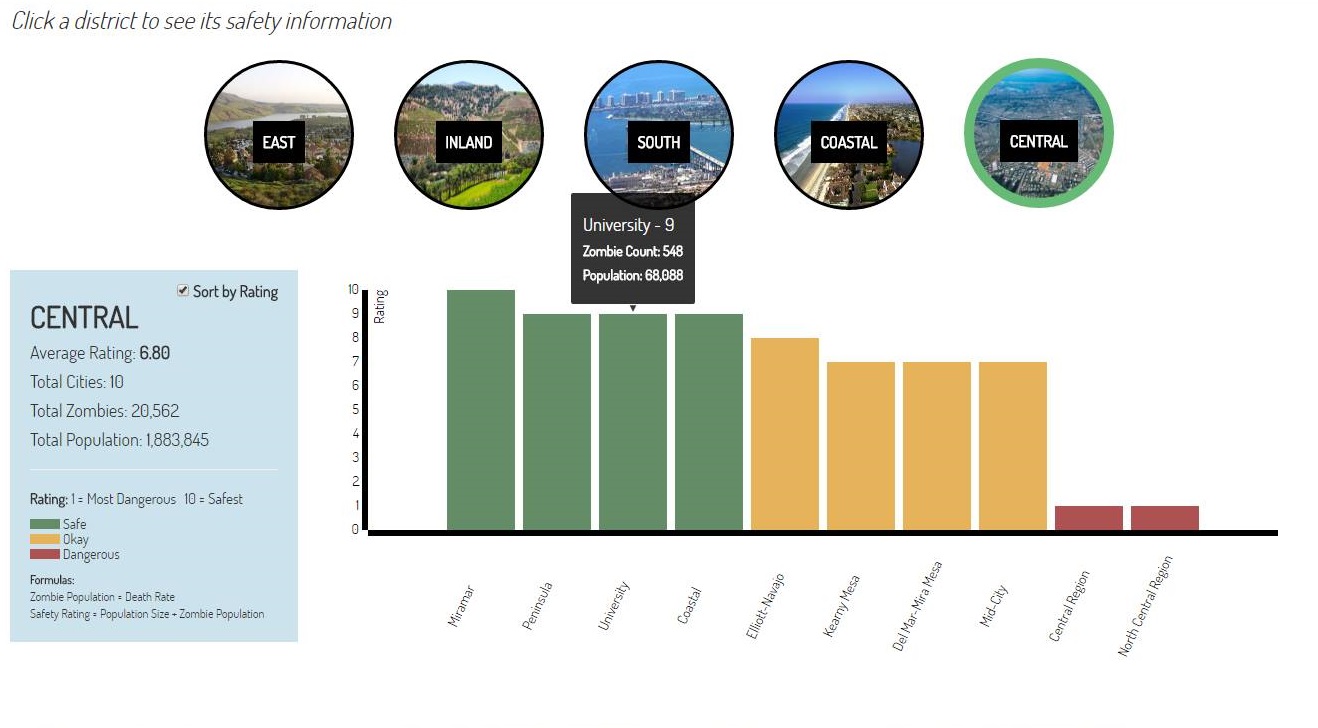 Click a district to see its safety information
EAST
INLAND
SOUTH
COASTAL
CENTRAL
University - 9
Zombie Count: 548
Population: 68,088
Sort by Rating
CENTRAL
Average Rating: 6.80
Total Cities: 10
Total Zombies: 20,562
Total Population: 1,883,845
Rating: 1 = Most Dangerous 10 = Safest
Safe
Okay
Dangerous
Formulas:
Zombie Population = Death Rate
Safety Rating = Population Size ÷ Zombie Population
Rating
10
9
8
7
6
5
4
3
2
1
0
Miramar
Peninsula
University
Coastal
Elliott-Navajo
Kearny Mesa
Del Mar-Mira Mesa
Mid-City
Central Region
North Central Region